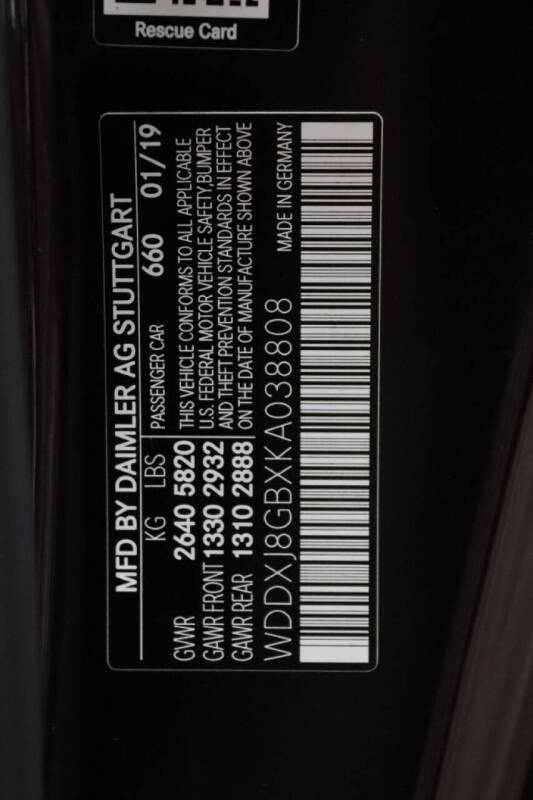 Rescue Card
MFD BY DAIMLER AG STUTTGART
KG LBS PASSENGER CAR 660 01/19
GWWR 2640 5820 THIS VEHICLE CONFORMS TO ALL APPLICABLE
GAWR FRONT 1330 2932 U.S. FEDERAL MOTOR VEHICLE SAFETY,BUMPER
AND THEFT PREVENTION STANDARDS IN EFFECT
GAWR REAR 1310 2888 ON THE DATE OF MANUFACTURE SHOWN ABOVE
WDDXJ8GBXKA038808 MADE IN GERMANY